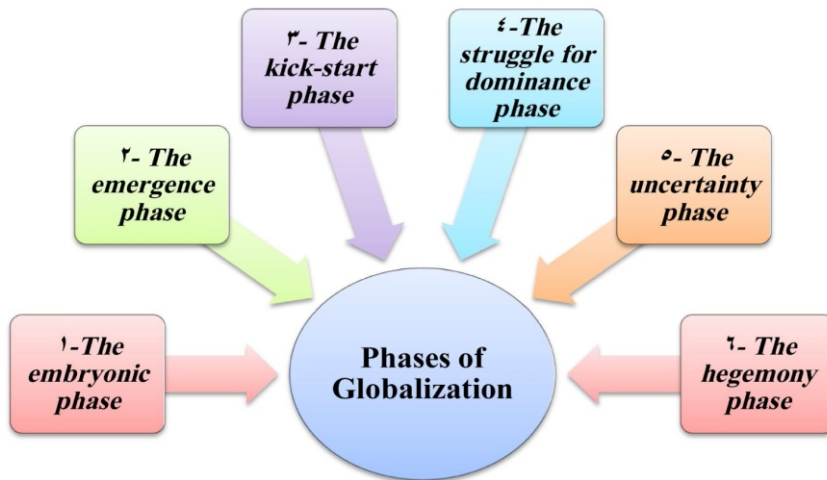 ١-The
embryonic
phase
٢- The
emergence
phase
٣- The
kick-start
phase
٤-The
struggle for
dominance
phase
٥- The
uncertainty
phase
٦- The
hegemony
phase
Phases of
Globalization